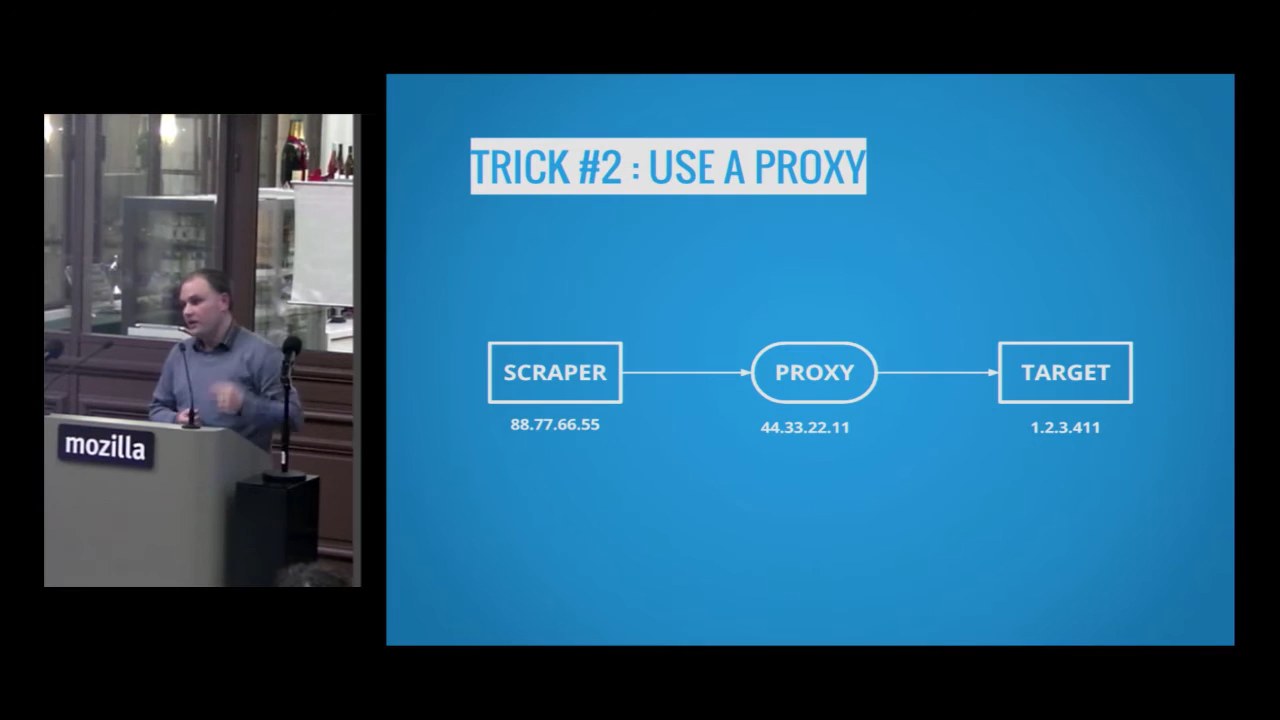 TRICK #2 : USE A PROXY
SCRAPER
PROXY
TARGET
88.77.66.55
44.33.22.11
1.2.3.411
mozilla